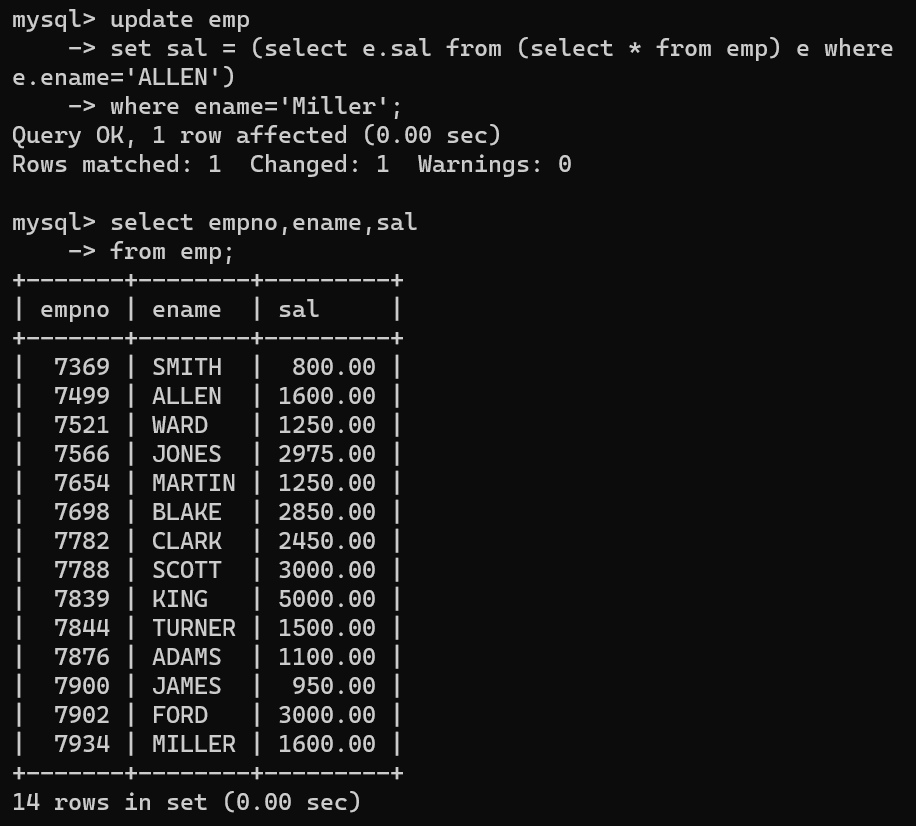 mysql> update emp
    -> set sal = (select e.sal from (select * from emp) e where
e.ename='ALLEN')
    -> where ename='Miller';
Query OK, 1 row affected (0.00 sec)
Rows matched: 1  Changed: 1  Warnings: 0

mysql> select empno,ename,sal
    -> from emp;
+-------+--------+---------+
| empno | ename  | sal     |
+-------+--------+---------+
|  7369 | SMITH  |  800.00 |
|  7499 | ALLEN  | 1600.00 |
|  7521 | WARD   | 1250.00 |
|  7566 | JONES  | 2975.00 |
|  7654 | MARTIN | 1250.00 |
|  7698 | BLAKE  | 2850.00 |
|  7782 | CLARK  | 2450.00 |
|  7788 | SCOTT  | 3000.00 |
|  7839 | KING   | 5000.00 |
|  7844 | TURNER | 1500.00 |
|  7876 | ADAMS  | 1100.00 |
|  7900 | JAMES  |  950.00 |
|  7902 | FORD   | 3000.00 |
|  7934 | MILLER | 1600.00 |
+-------+--------+---------+
14 rows in set (0.00 sec)